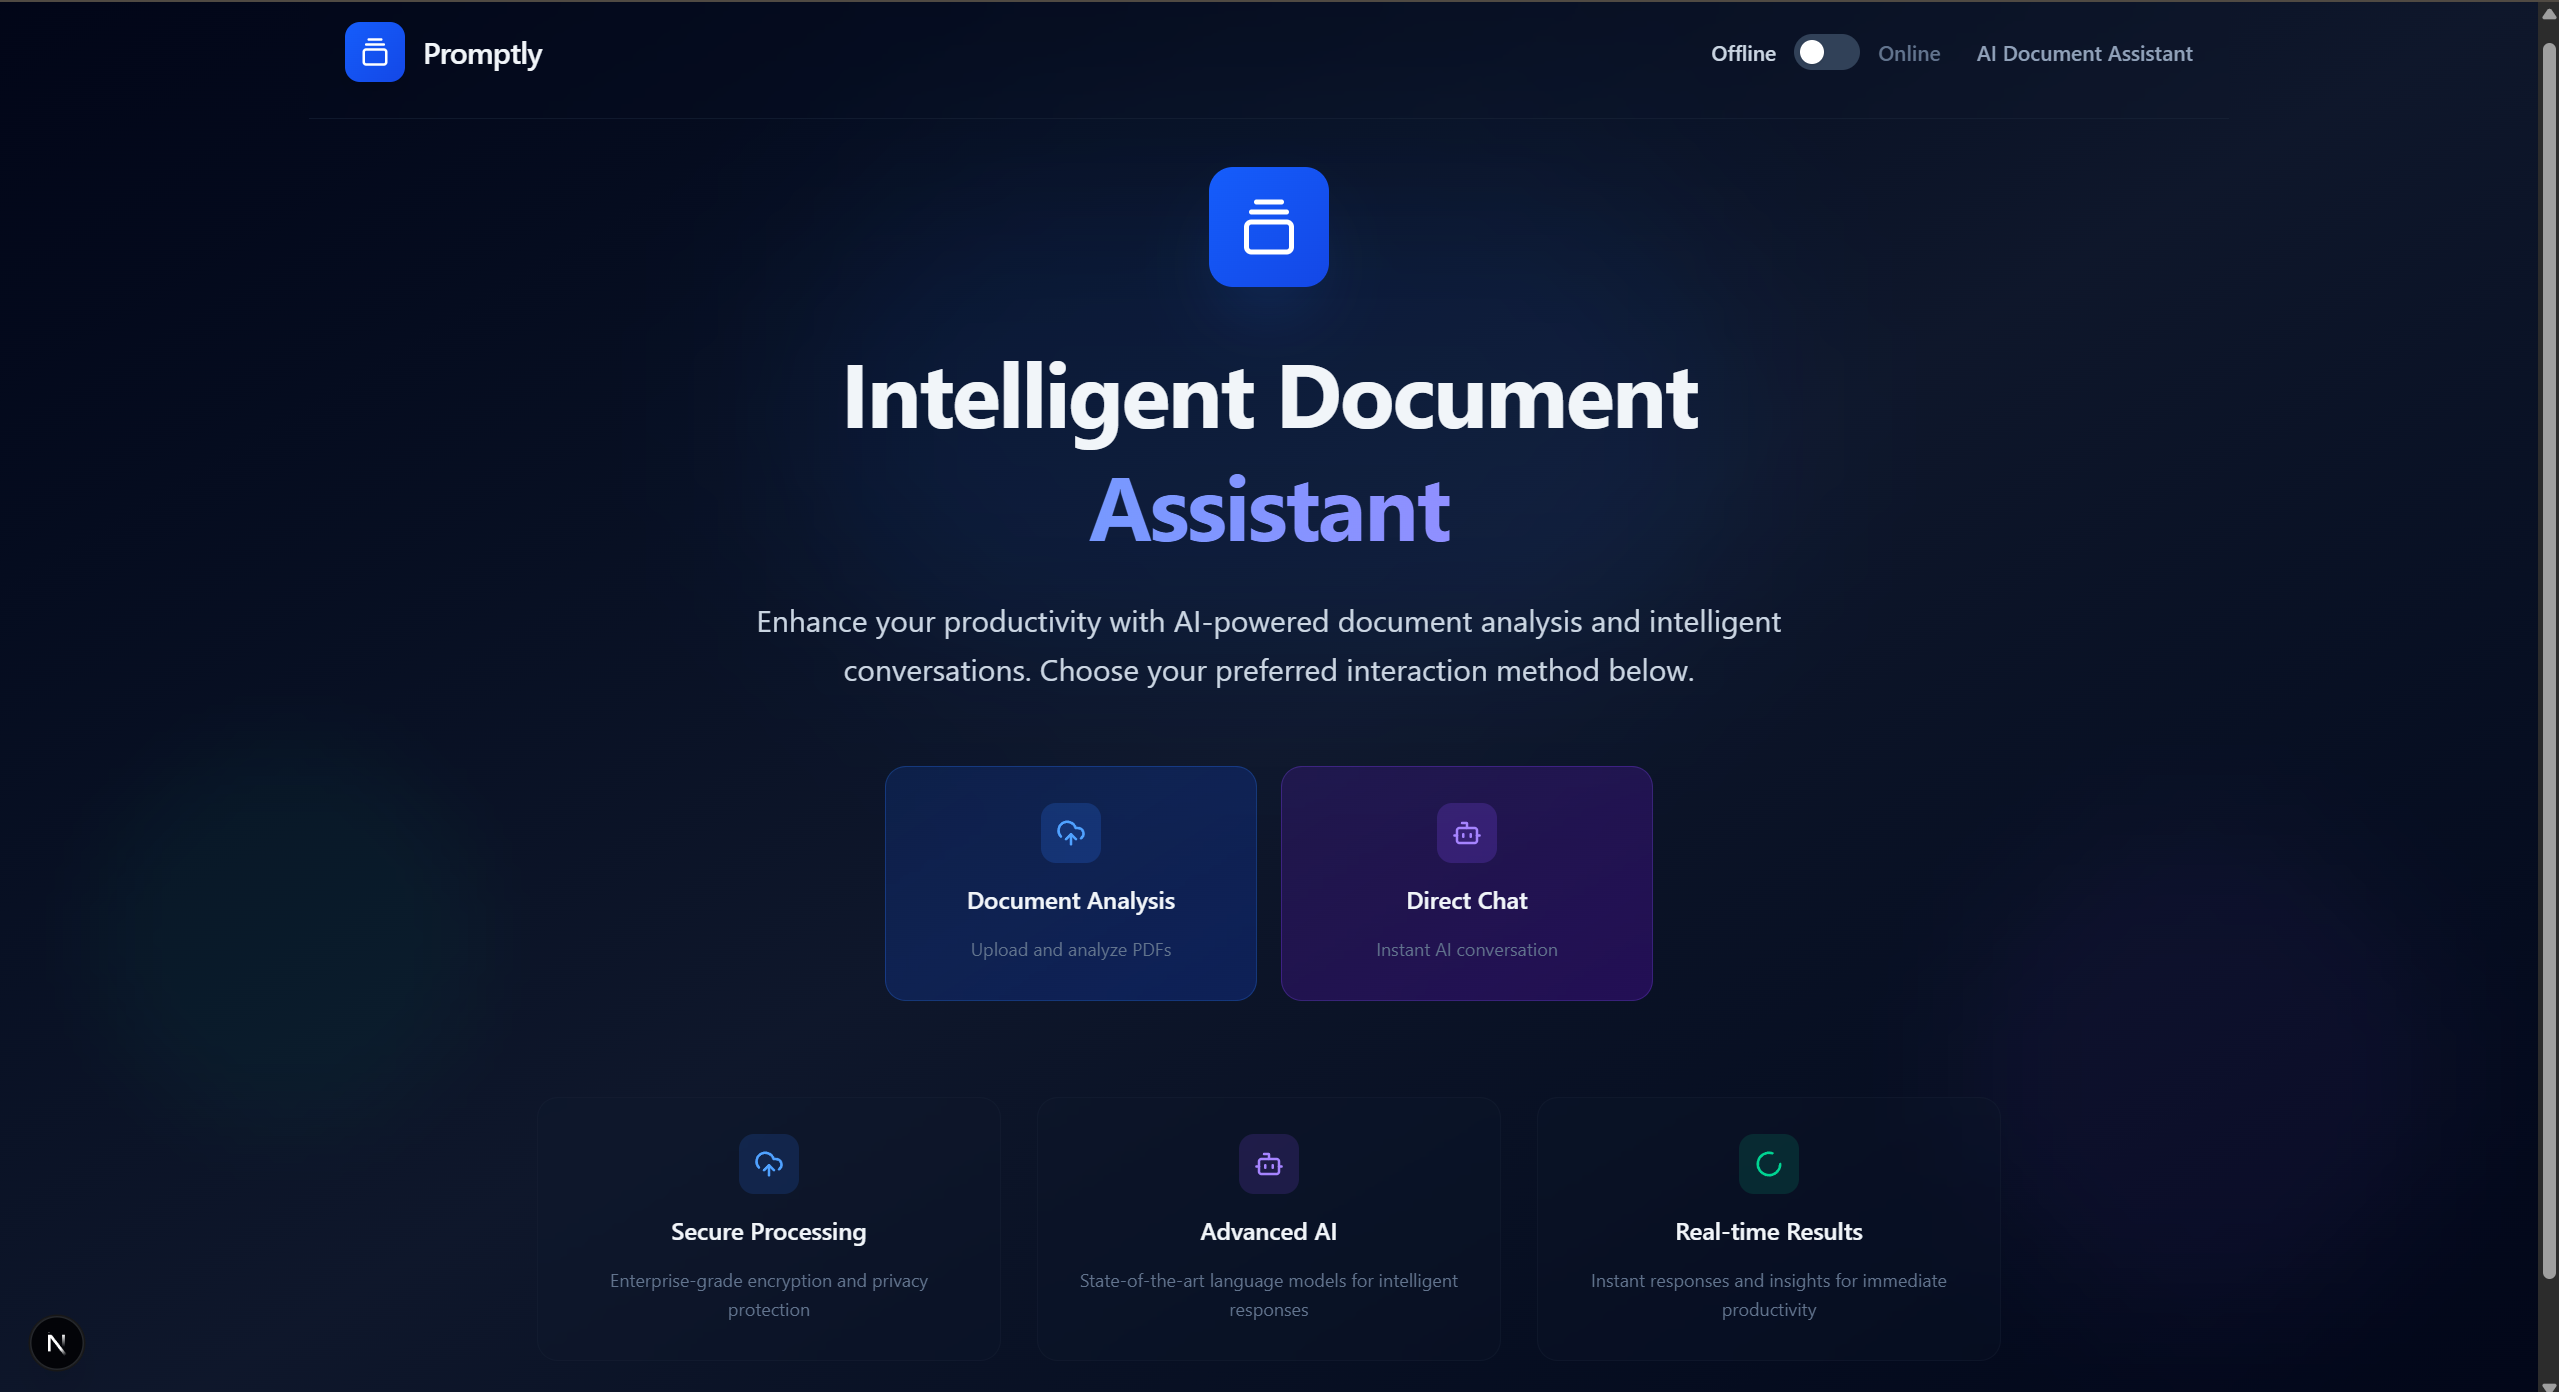 Promptly
Offline
Online
AI Document Assistant
Intelligent Document
Assistant
Enhance your productivity with AI-powered document analysis and intelligent
conversations. Choose your preferred interaction method below.
Document Analysis
Upload and analyze PDFs
Direct Chat
Instant AI conversation
Secure Processing
Enterprise-grade encryption and privacy
protection
Advanced AI
State-of-the-art language models for intelligent
responses
Real-time Results
Instant responses and insights for immediate
productivity
N